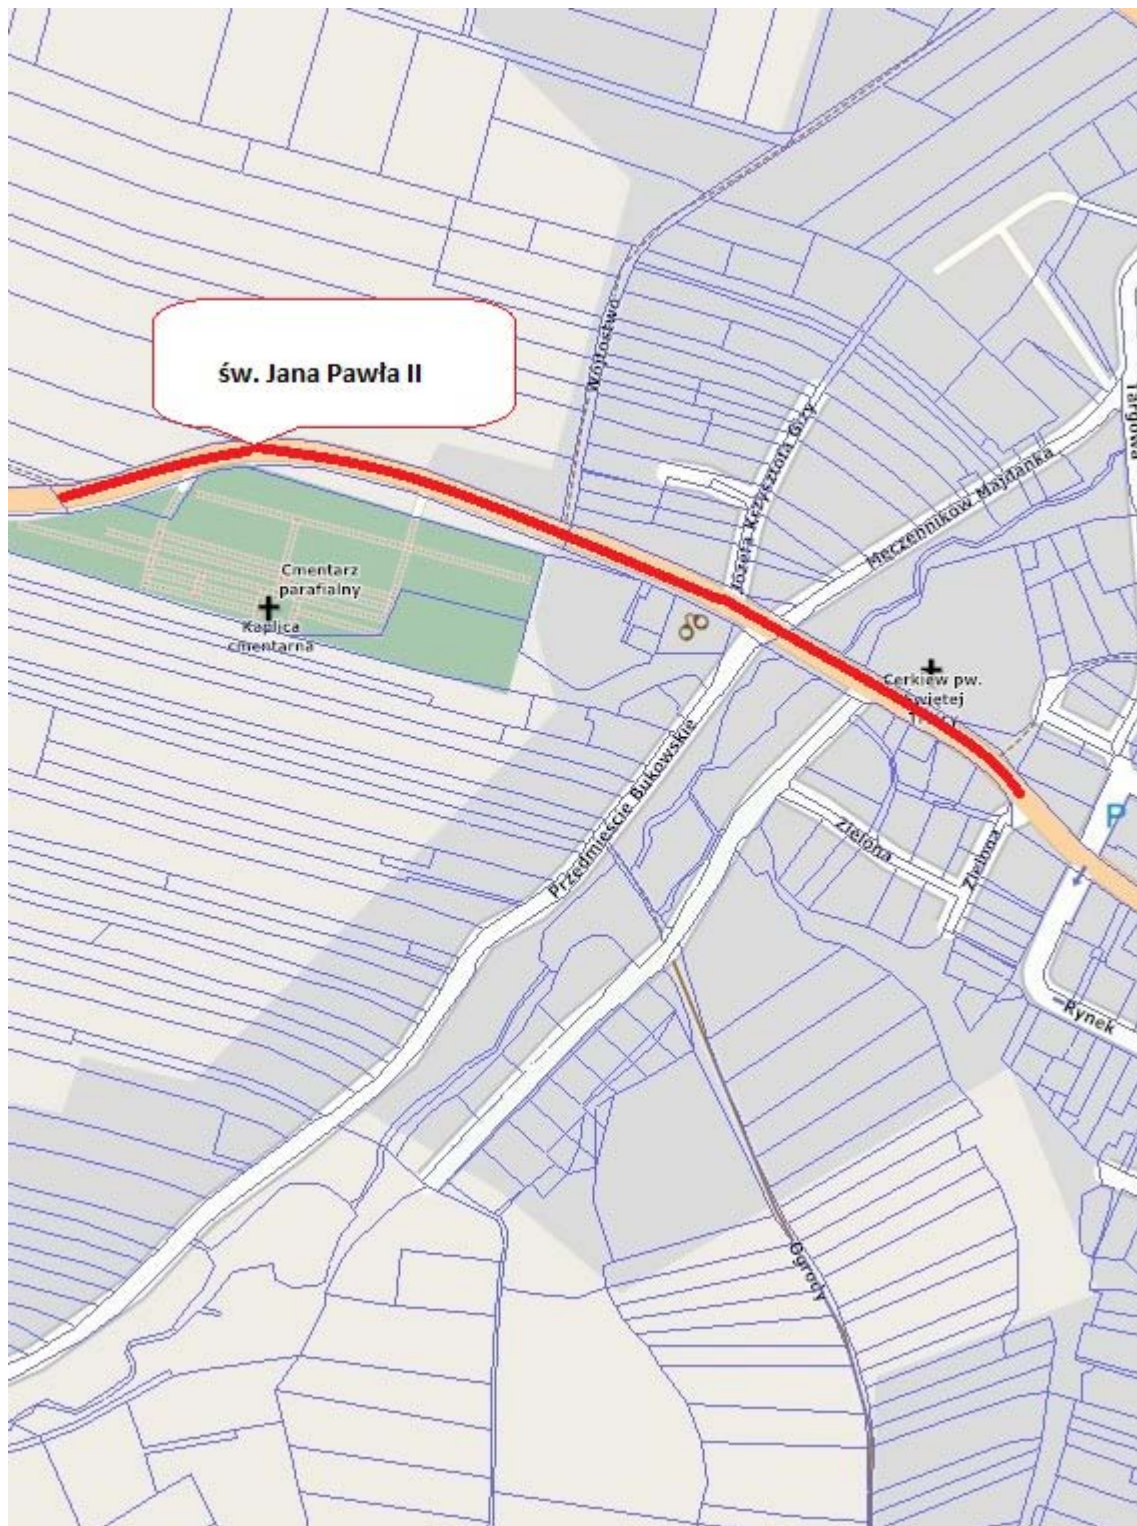 Wójtostwo
św. Jana Pawła II
Targowa
Józefa Krzysztofa Gizy
Męczenników Majdanka
Cmentarz
parafialny
Kaplica
cmentarna
Cerkiew pw.
Świętej
Przedmieście Bukowskie
P
Zielona
Zielona
Rynek
Ogrody